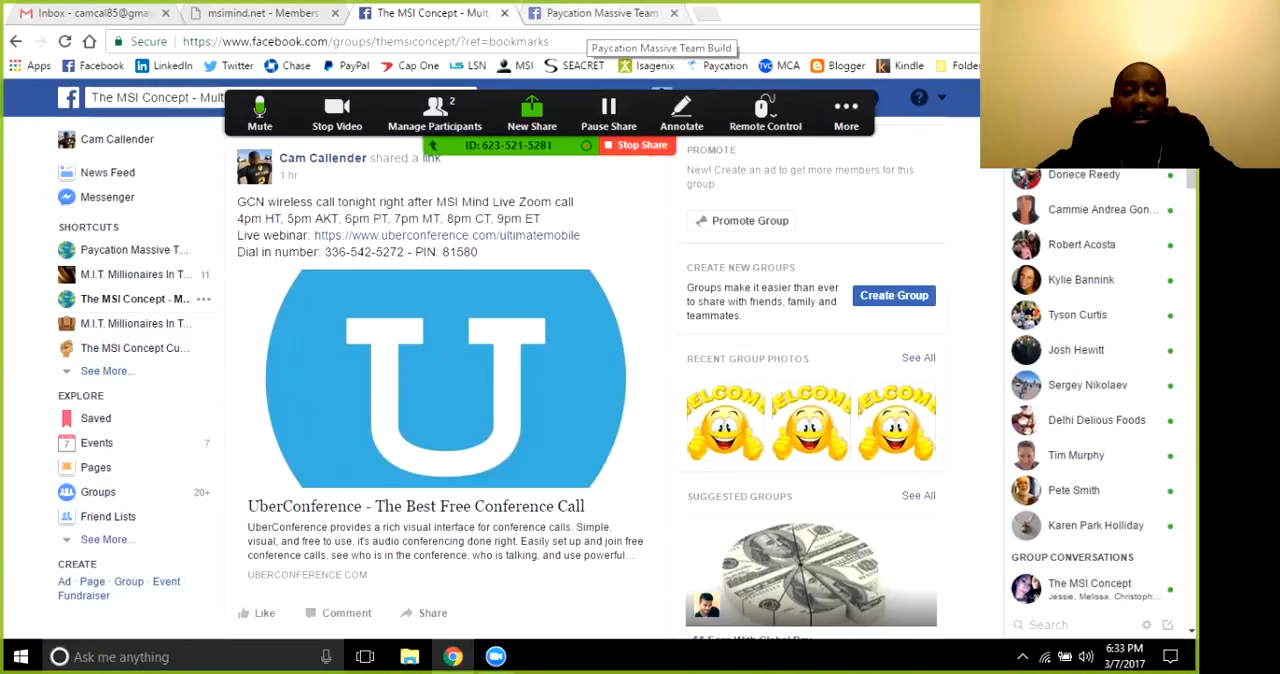 Inbox - camcal85@gma
msimind.net - Members
The MSI Concept - Mult
Paycation Massive Team
Secure
https://www.facebook.com/groups/themsiconcept/?ref=bookmarks
Paycation Massive Team Build
Apps
Facebook
LinkedIn
Twitter
Chase
PayPal
Cap One
LSN
MSI
SEACRET
Isagenix
Paycation
MCA
Blogger
Kindle
Folder
The MSI Concept - Mult
Mute
Stop Video
2
Manage Participants
New Share
Pause Share
Annotate
Remote Control
More
ID: 623-521-5281
Stop Share
Cam Callender
News Feed
Messenger
SHORTCUTS
Paycation Massive T...
M.I.T. Millionaires In T... 11
The MSI Concept - M...
M.I.T. Millionaires In T...
The MSI Concept Cu...
See More...
EXPLORE
Saved
Events 7
Pages
Groups 20+
Friend Lists
See More...
CREATE
Ad · Page · Group · Event ·
Fundraiser
Cam Callender shared a link
1 hr
GCN wireless call tonight right after MSI Mind Live Zoom call
4pm HT, 5pm AKT, 6pm PT, 7pm MT, 8pm CT, 9pm ET
Live webinar: https://www.uberconference.com/ultimatemobile
Dial in number: 336-542-5272 - PIN: 81580
U
UberConference - The Best Free Conference Call
UberConference provides a rich visual interface for conference calls. Simple,
visual, and free to use, it's audio conferencing done right. Easily set up and join free
conference calls, see who is in the conference, who is talking, and use powerful...
UBERCONFERENCE.COM
Like
Comment
Share
PROMOTE
New! Create an ad to get more members for this
group
Promote Group
CREATE NEW GROUPS
Groups make it easier than ever
to share with friends, family and
teammates.
Create Group
RECENT GROUP PHOTOS
See All
WELCOME
WELCOME
WELCOME
SUGGESTED GROUPS
See All
Doriece Reedy
Cammie Andrea Gon...
Robert Acosta
Kylie Bannink
Tyson Curtis
Josh Hewitt
Sergey Nikolaev
Delhi Delious Foods
Tim Murphy
Pete Smith
Karen Park Holliday
GROUP CONVERSATIONS
The MSI Concept
Jessie, Melissa, Christoph...
Search
Ask me anything
6:33 PM
3/7/2017